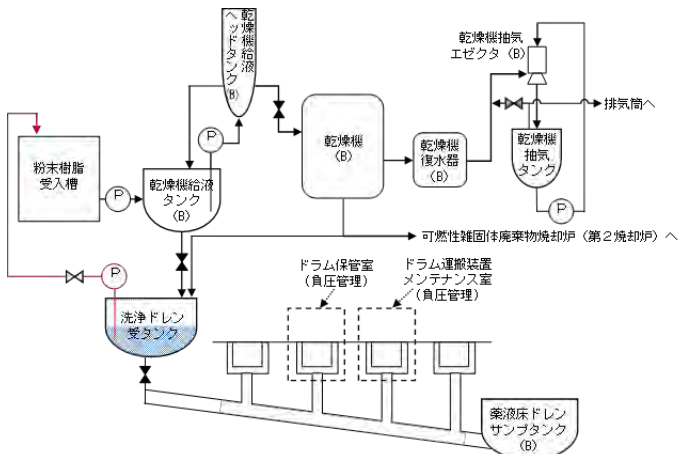 乾燥機給液
ヘッドタンク
(B)
乾燥機抽気
エゼクタ (B)
排気筒へ
粉末樹脂
受入槽
P
P
乾燥機給液
タンク
(B)
乾燥機
(B)
乾燥機
復水器
(B)
乾燥機
抽気
タンク
P
可燃性雑固体廃棄物焼却炉（第２焼却炉）へ
P
洗浄ドレン
受タンク
ドラム保管室
(負圧管理)
ドラム運搬装置
メンテナンス室
(負圧管理)
薬液床ドレン
サンプタンク
(B)